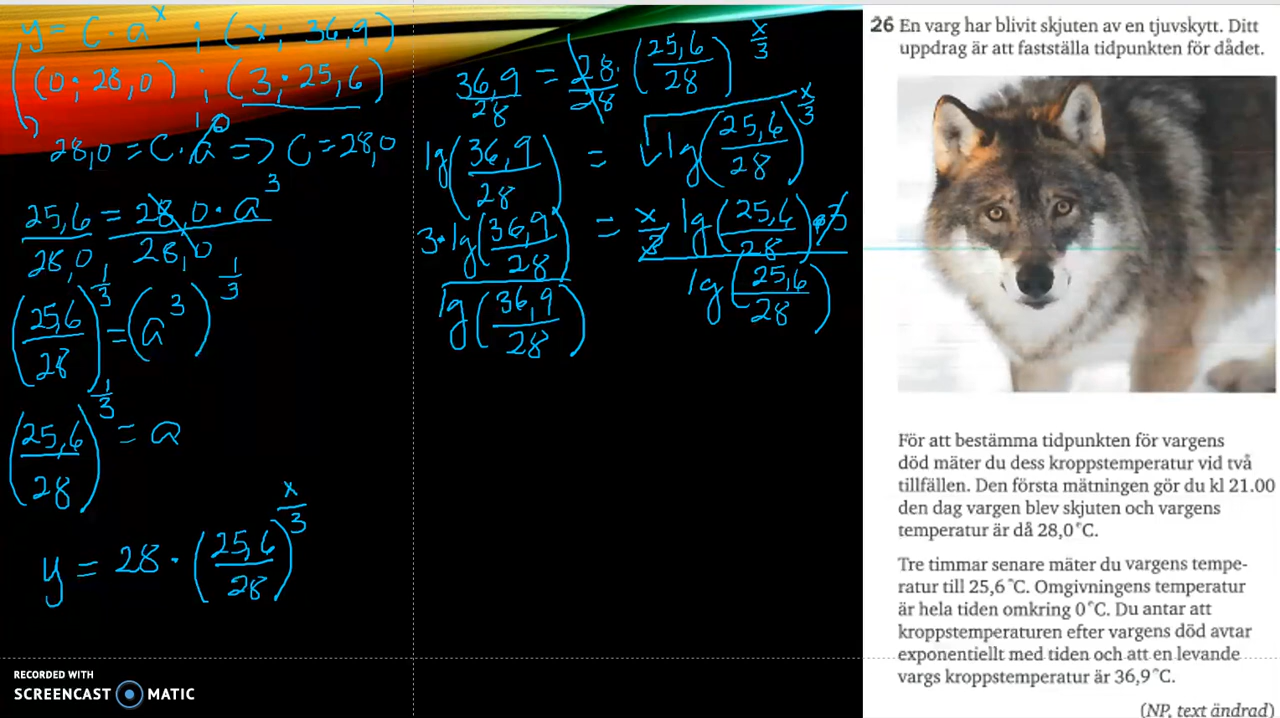 y = C · a^x ; (x ; 36,9)
(0 ; 28,0) ; (3 ; 25,6)
28,0 = C · a^0 => C = 28,0
1
25,6/28,0 = 28,0 · a^3/28,0
(25,6/28)^1/3 = (a^3)^1/3
(25,6/28)^1/3 = a
y = 28 · (25,6/28)^x/3
36,9/28 = 28/28 · (25,6/28)^x/3
lg(36,9/28) = lg(25,6/28)^x/3
3 · lg(36,9/28)/lg(36,9/28) = x/3 lg(25,6/28) · 3/lg(25,6/28)
26 En varg har blivit skjuten av en tjuvskytt. Ditt
uppdrag är att fastställa tidpunkten för dådet.
För att bestämma tidpunkten för vargens
död mäter du dess kroppstemperatur vid två
tillfällen. Den första mätningen gör du kl 21.00
den dag vargen blev skjuten och vargens
temperatur är då 28,0 °C.
Tre timmar senare mäter du vargens tempe-
ratur till 25,6 °C. Omgivningens temperatur
är hela tiden omkring 0 °C. Du antar att
kroppstemperaturen efter vargens död avtar
exponentiellt med tiden och att en levande
vargs kroppstemperatur är 36,9 °C.
(NP, text ändrad)
RECORDED WITH
SCREENCAST MATIC